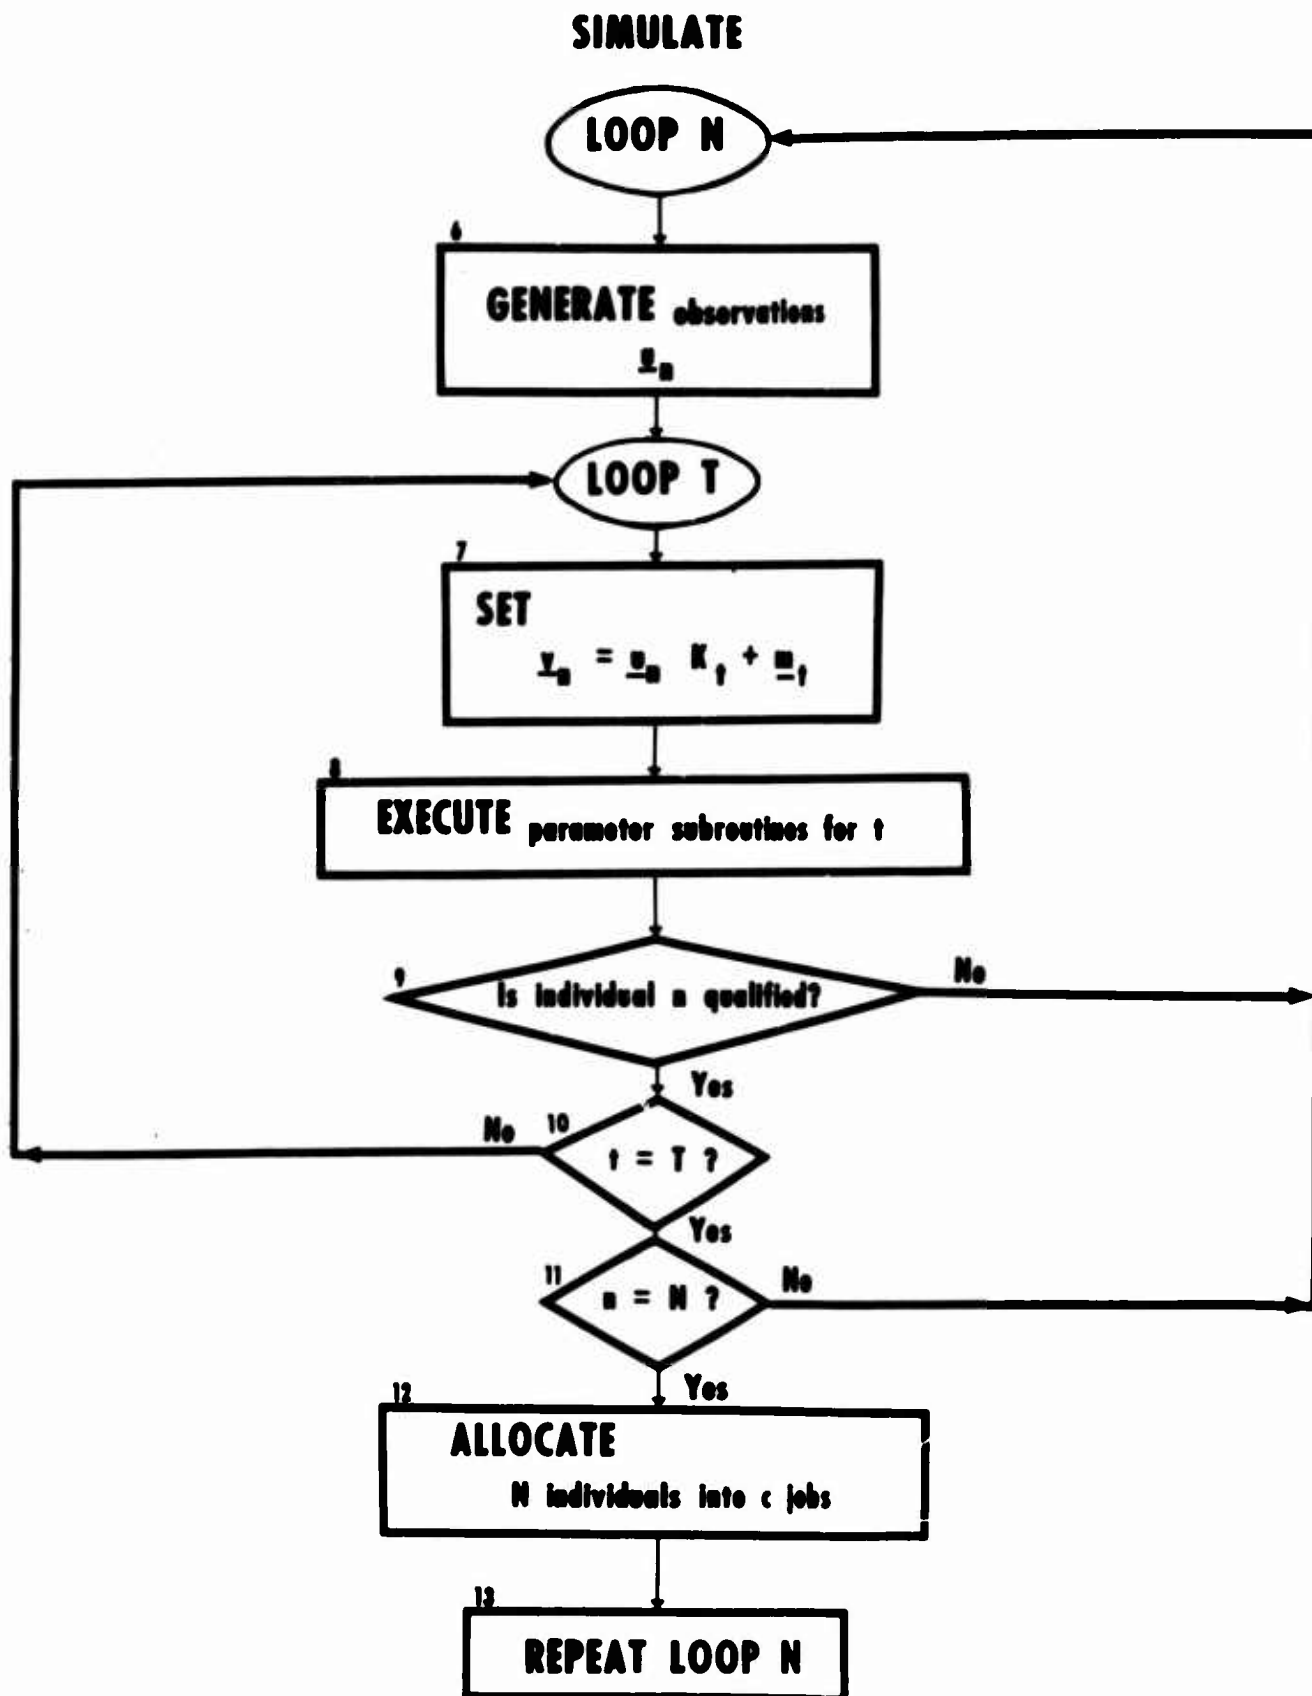 SIMULATE
LOOP N
6
GENERATE observations
u_n
LOOP T
7
SET
v_n = u_n K_t + m_t
8
EXECUTE parameter subroutines for t
9
Is individual n qualified?
No
Yes
10
No
t = T ?
Yes
11
n = N ?
No
Yes
12
ALLOCATE
N individuals into c jobs
13
REPEAT LOOP N